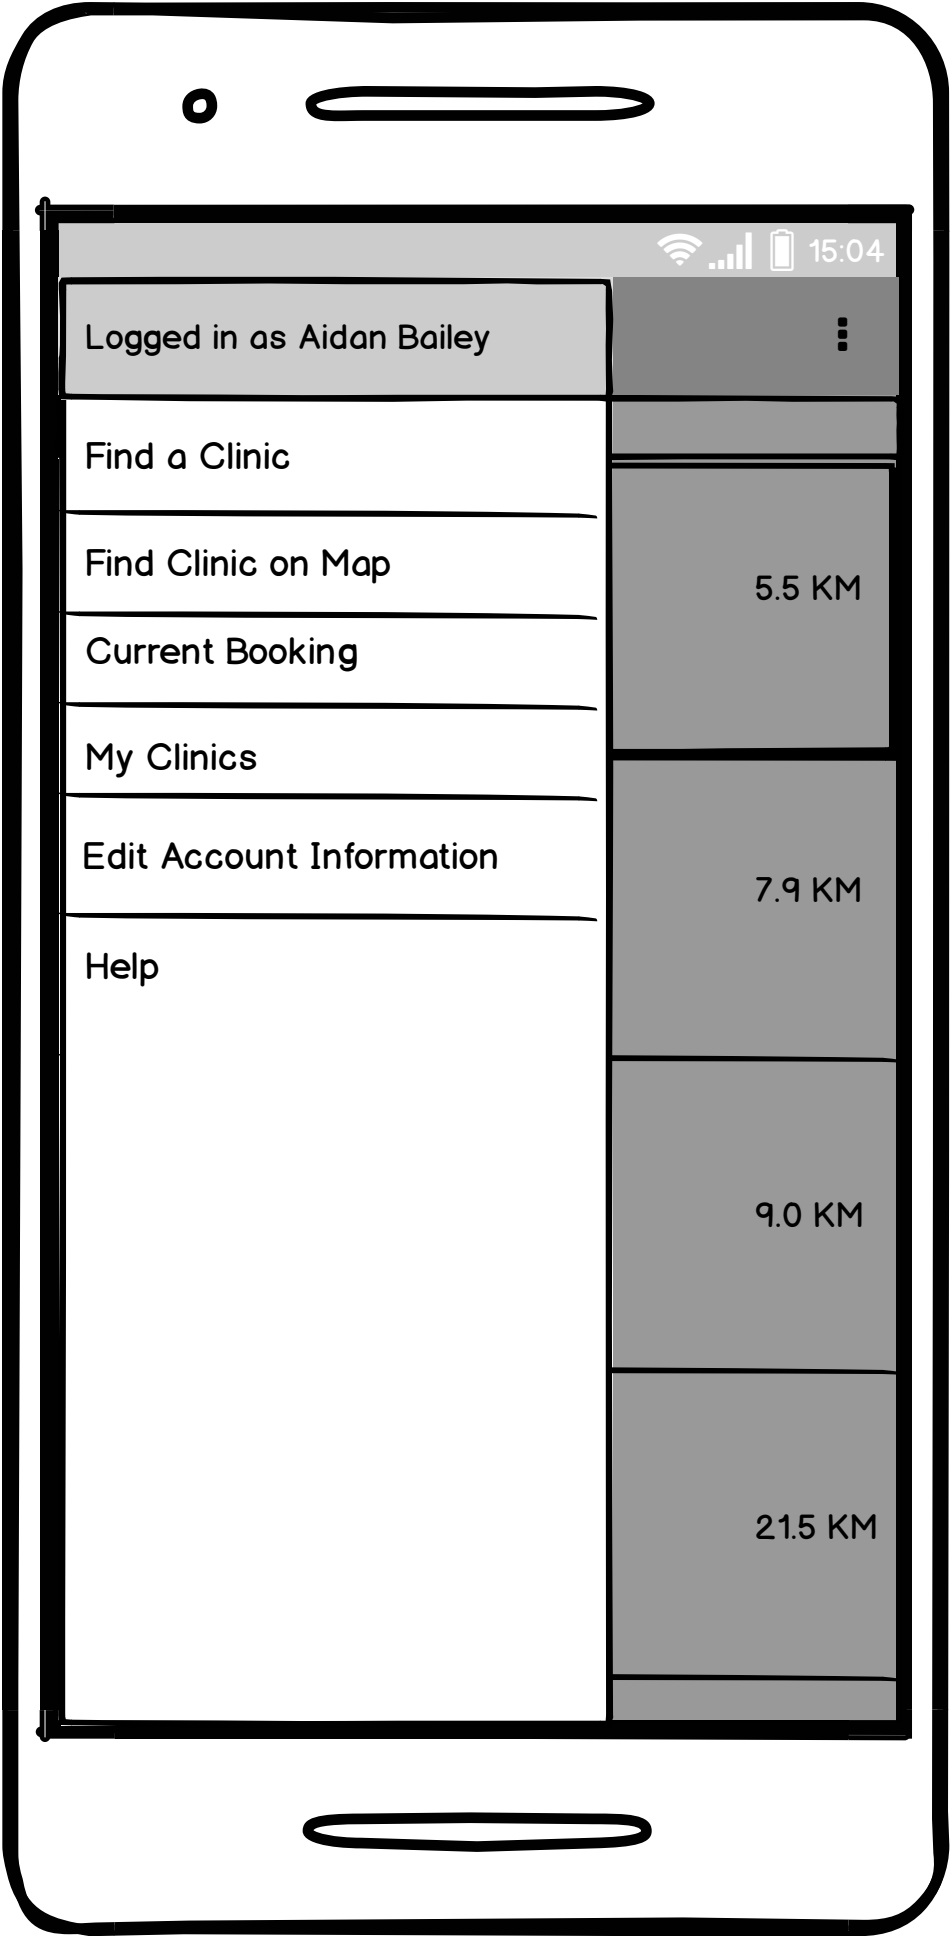 15:04
Logged in as Aidan Bailey
Find a Clinic
Find Clinic on Map
5.5 KM
Current Booking
My Clinics
Edit Account Information
7.9 KM
Help
9.0 KM
21.5 KM